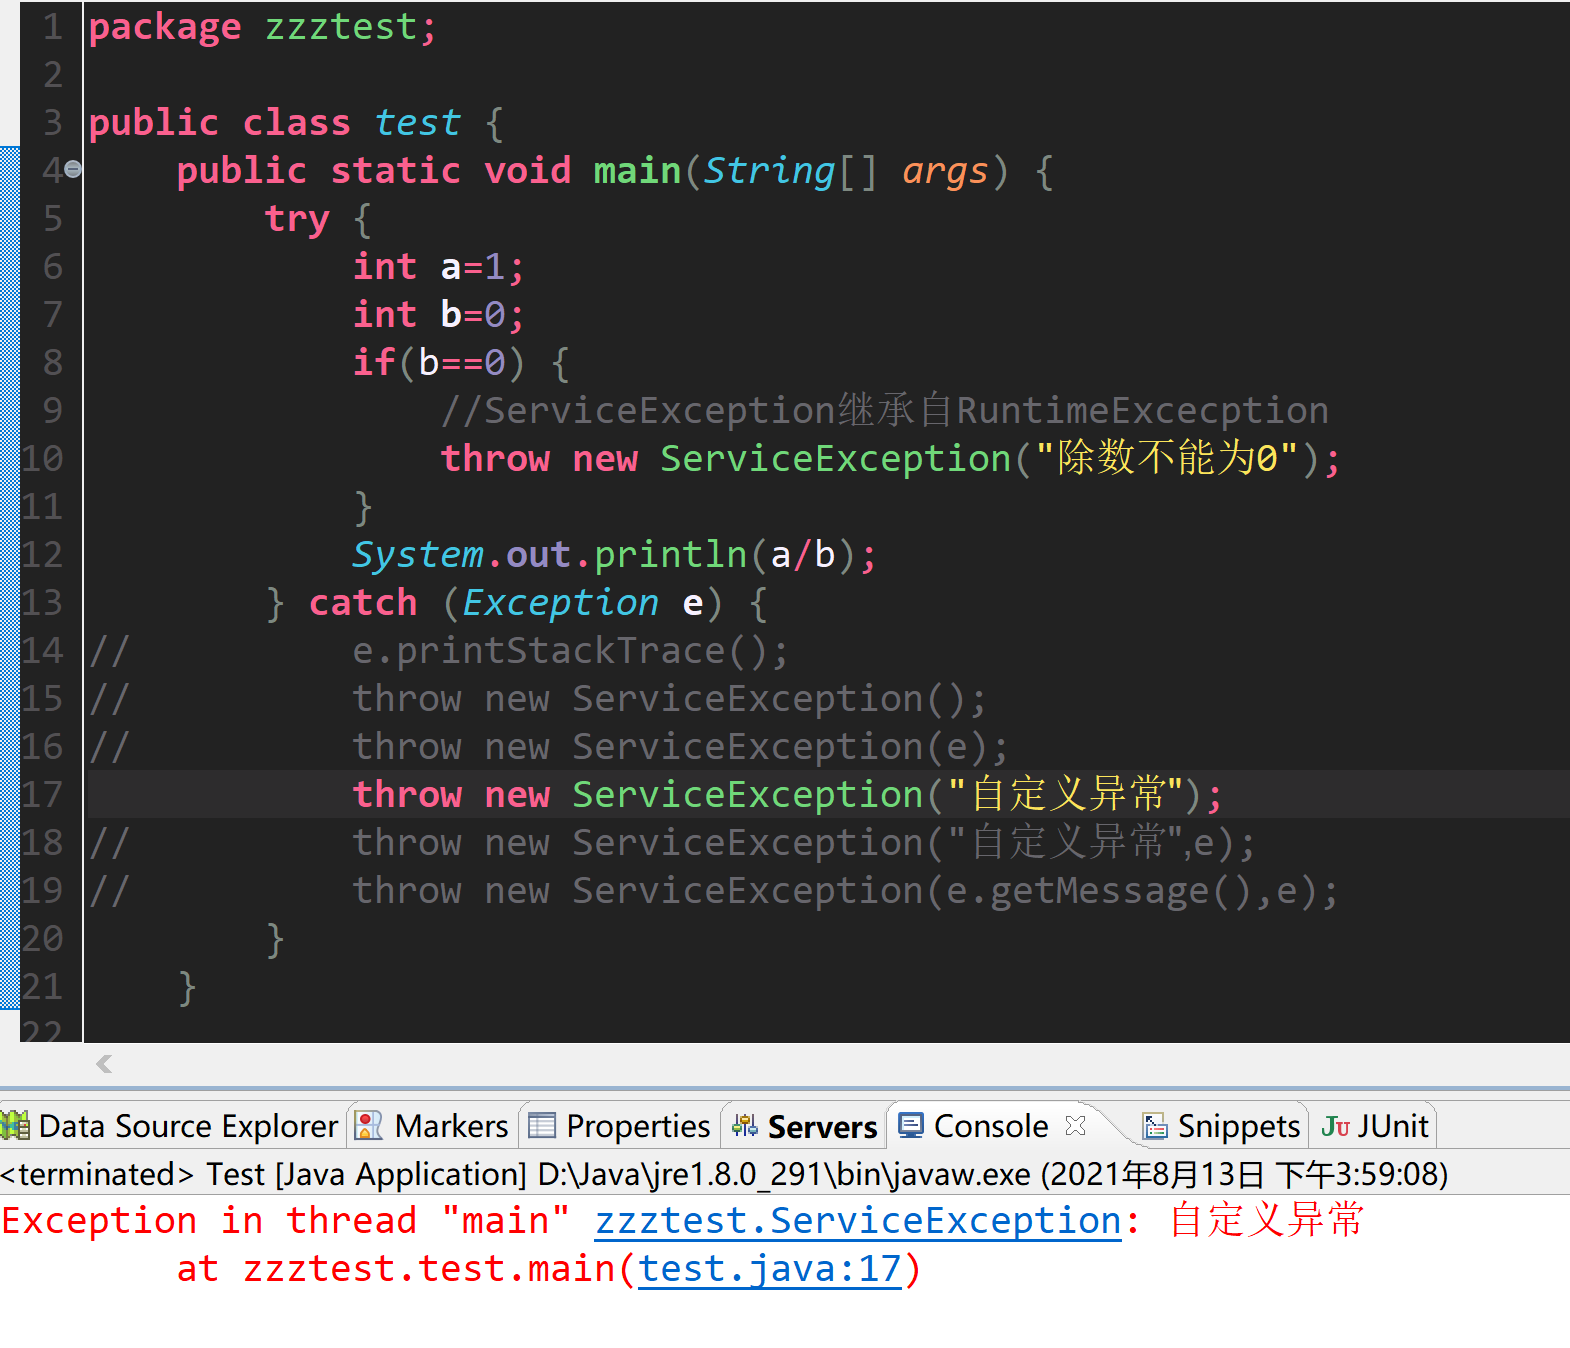 1 package zzztest;
2
3 public class test {
4 public static void main(String[] args) {
5 try {
6 int a=1;
7 int b=0;
8 if(b==0) {
9 //ServiceException继承自RuntimeExcecption
10 throw new ServiceException("除数不能为0");
11 }
12 System.out.println(a/b);
13 } catch (Exception e) {
14 // e.printStackTrace();
15 // throw new ServiceException();
16 // throw new ServiceException(e);
17 throw new ServiceException("自定义异常");
18 // throw new ServiceException("自定义异常",e);
19 // throw new ServiceException(e.getMessage(),e);
20 }
21 }
22
Data Source Explorer Markers Properties Servers Console Snippets JUnit
<terminated> Test [Java Application] D:\Java\jre1.8.0_291\bin\javaw.exe (2021年8月13日 下午3:59:08)
Exception in thread "main" zzztest.ServiceException: 自定义异常
at zzztest.test.main(test.java:17)